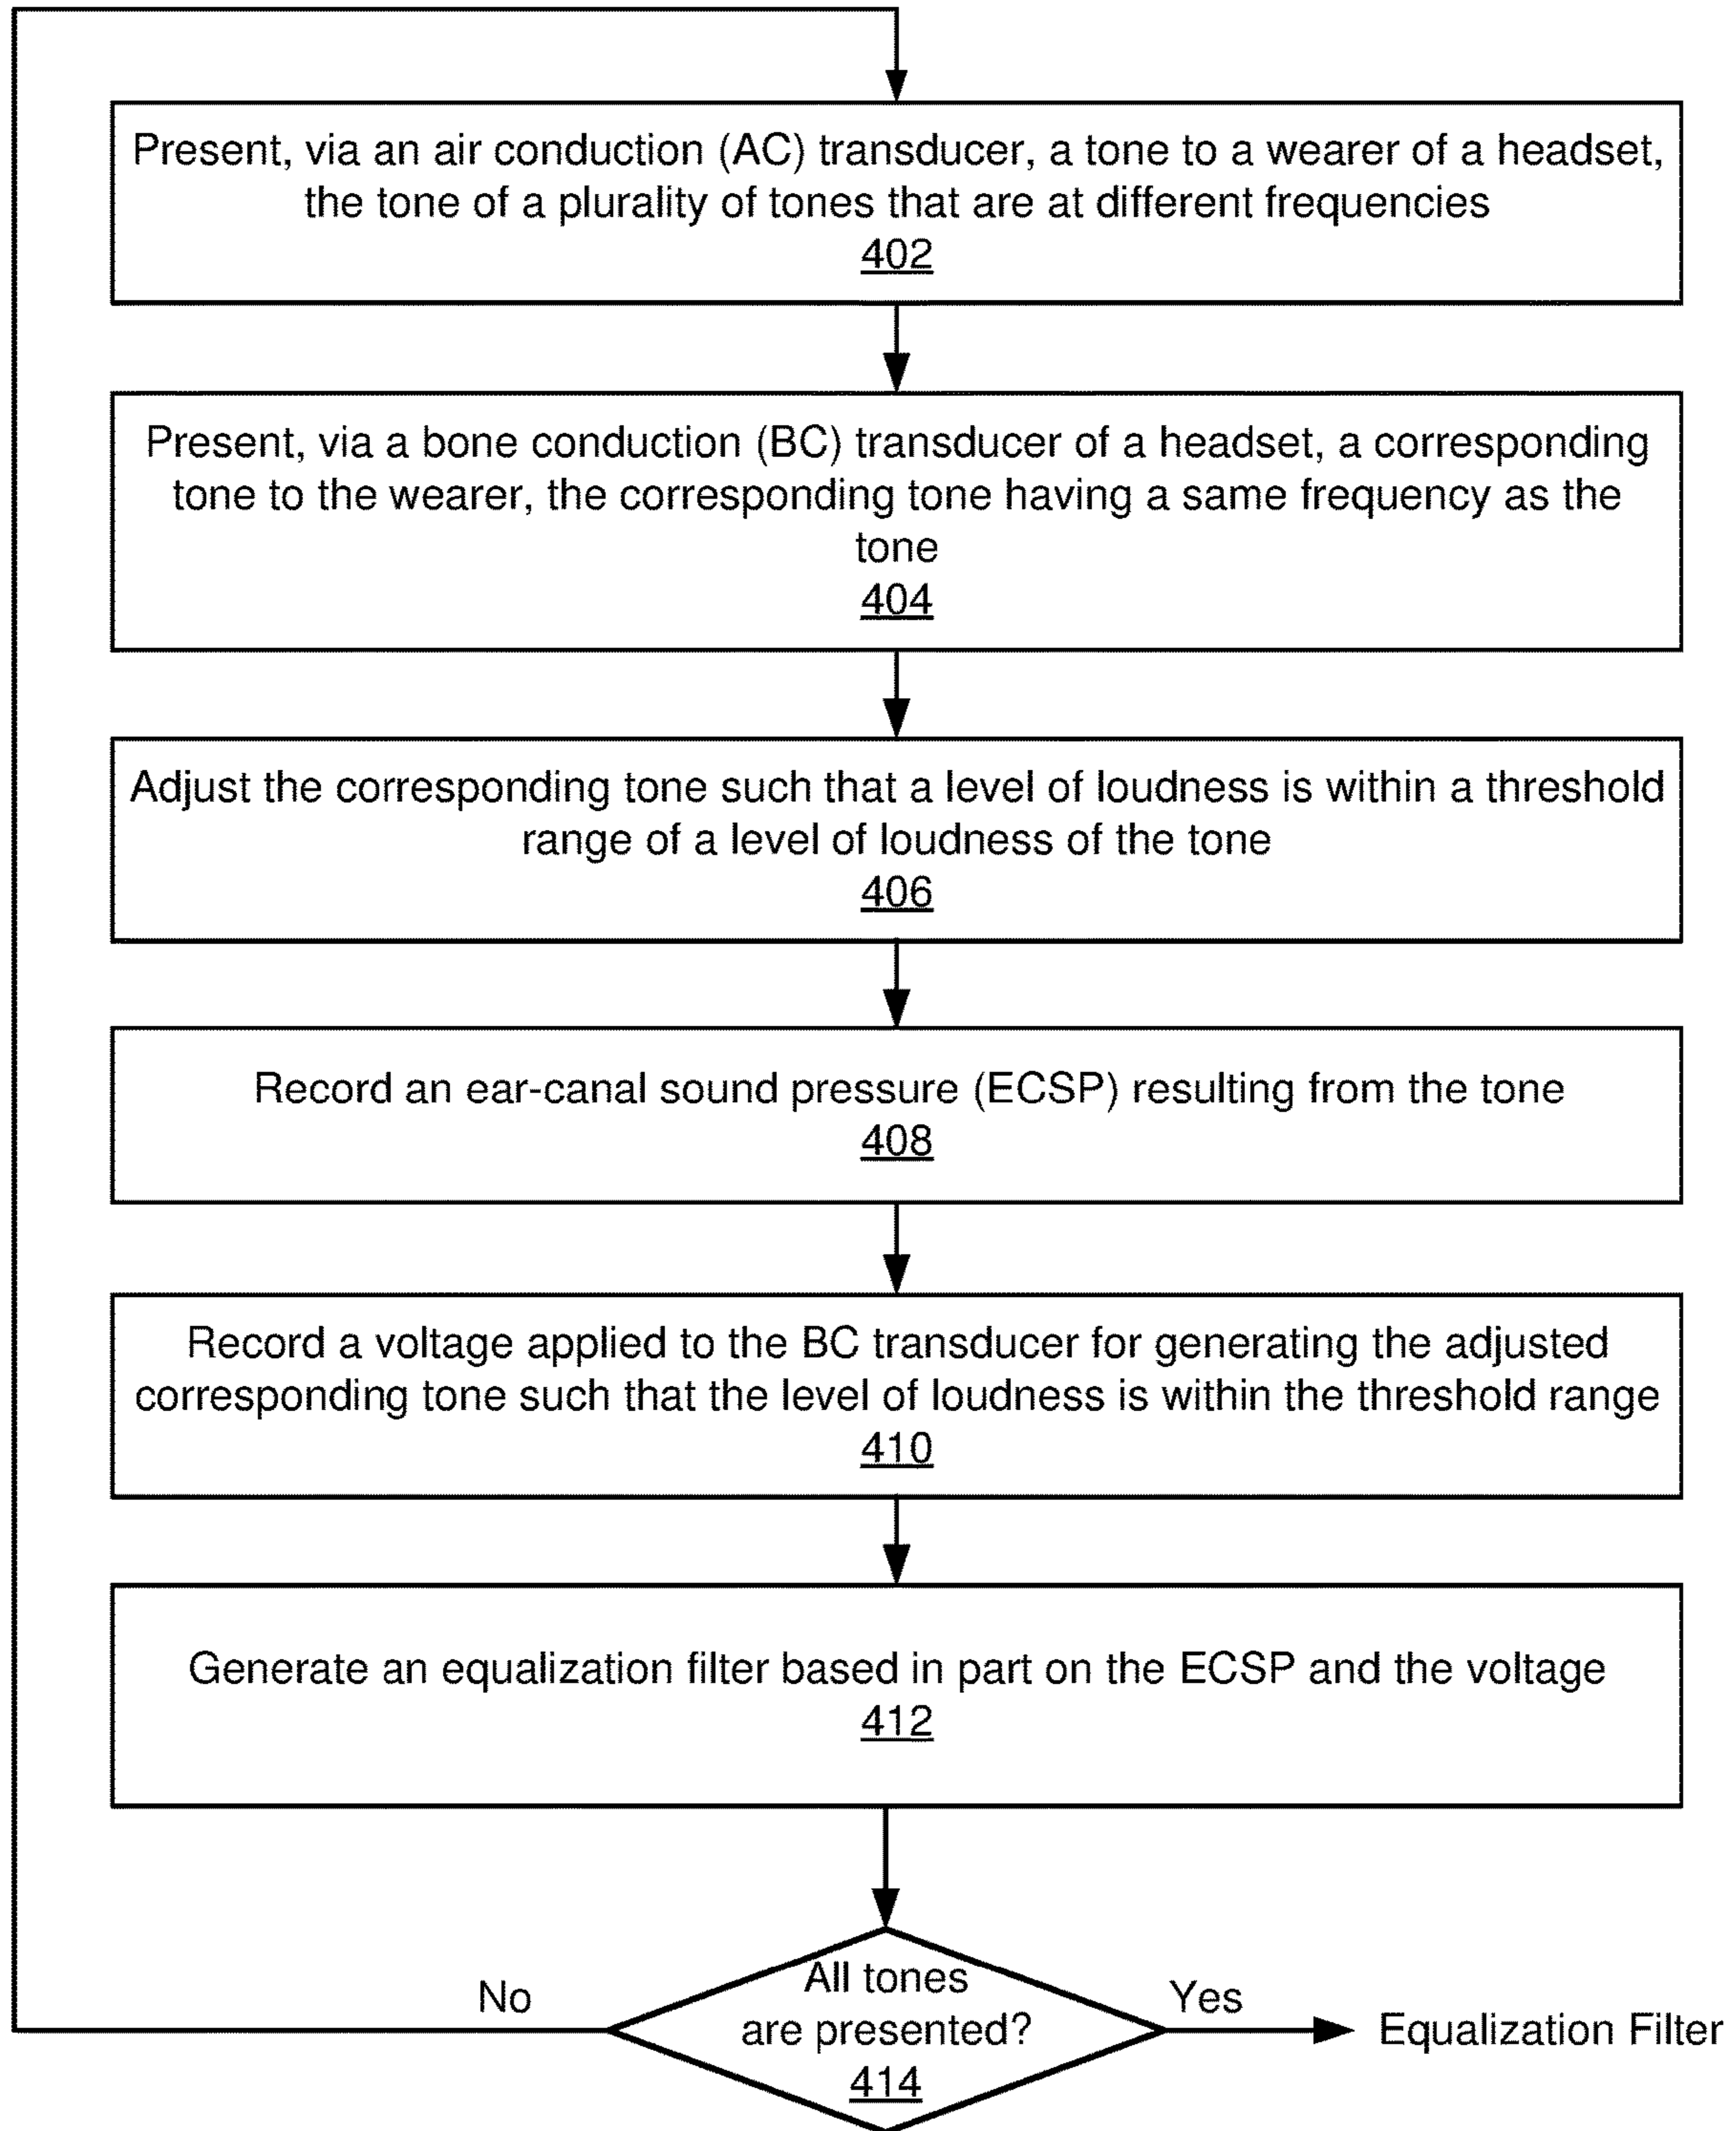 Present, via an air conduction (AC) transducer, a tone to a wearer of a headset,
the tone of a plurality of tones that are at different frequencies
402
Present, via a bone conduction (BC) transducer of a headset, a corresponding
tone to the wearer, the corresponding tone having a same frequency as the
tone
404
Adjust the corresponding tone such that a level of loudness is within a threshold
range of a level of loudness of the tone
406
Record an ear-canal sound pressure (ECSP) resulting from the tone
408
Record a voltage applied to the BC transducer for generating the adjusted
corresponding tone such that the level of loudness is within the threshold range
410
Generate an equalization filter based in part on the ECSP and the voltage
412
All tones
are presented?
414
No
Yes
Equalization Filter